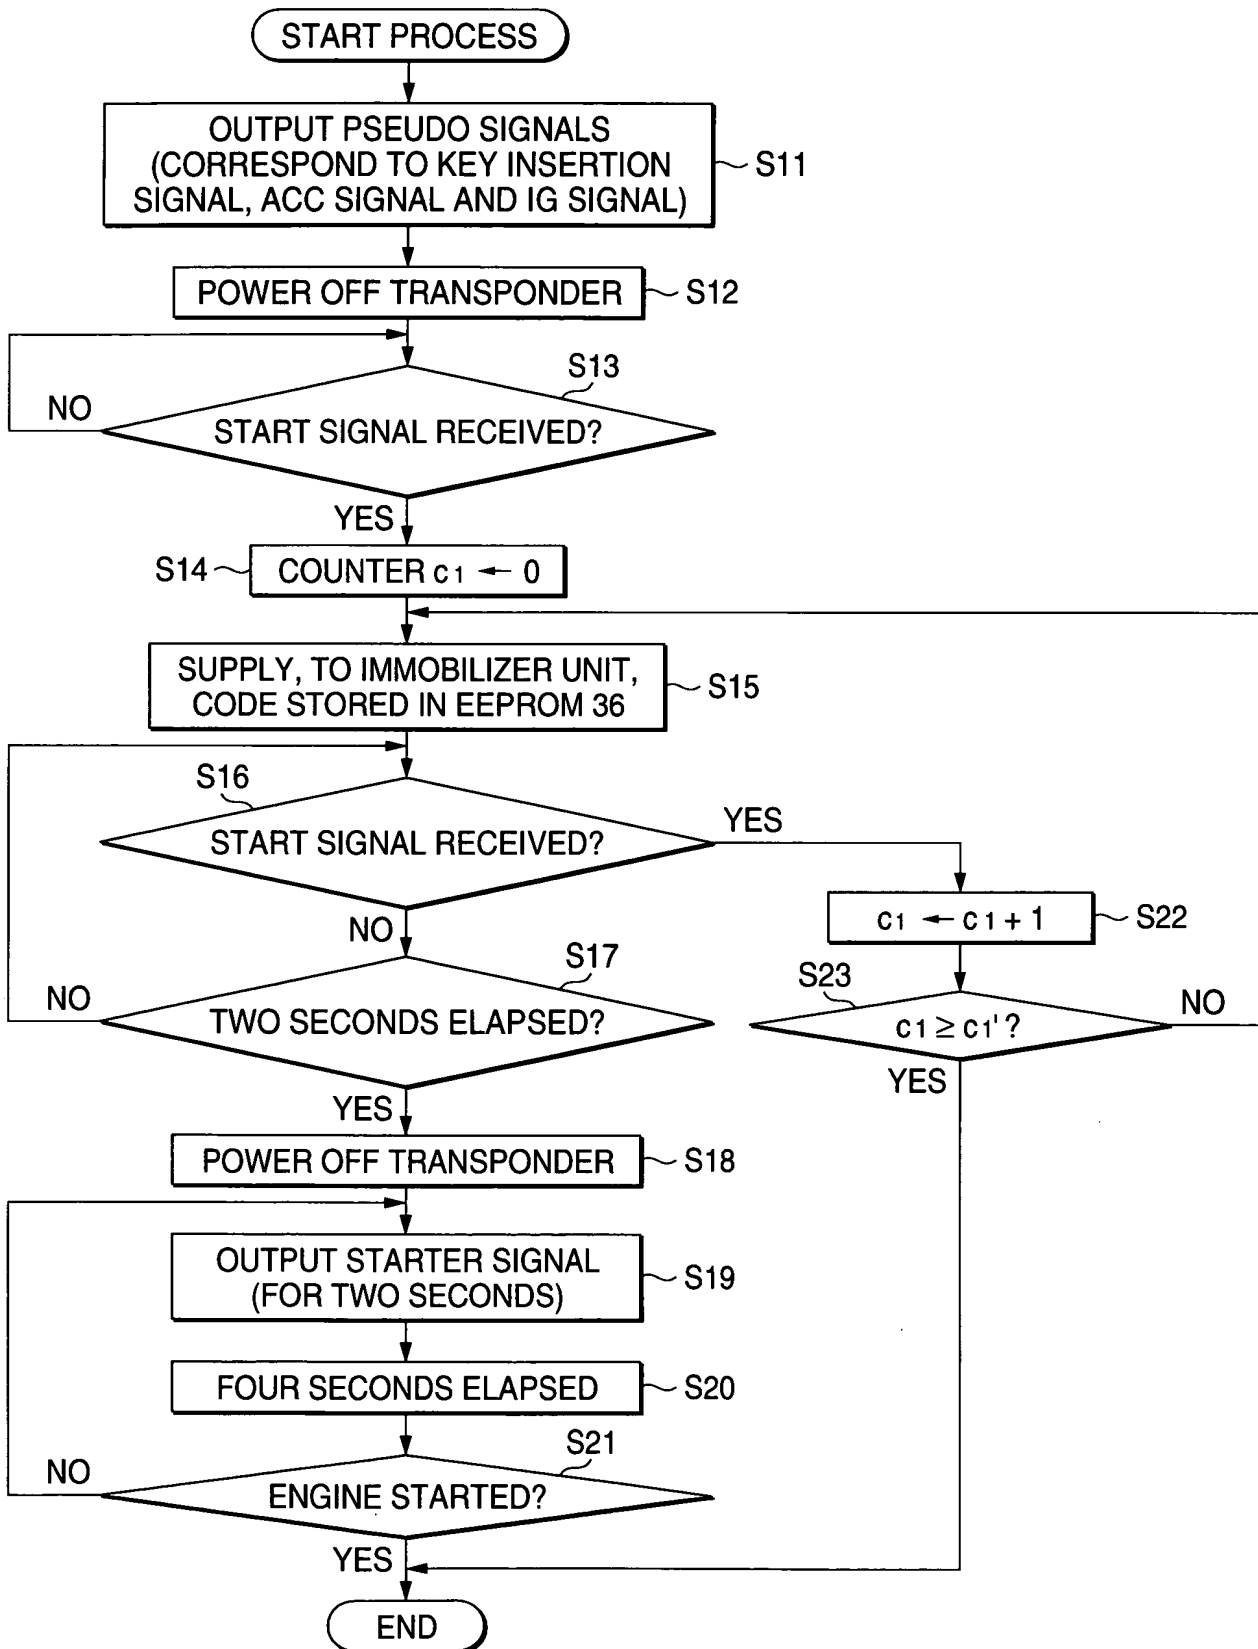 START PROCESS
OUTPUT PSEUDO SIGNALS
(CORRESPOND TO KEY INSERTION
SIGNAL, ACC SIGNAL AND IG SIGNAL)
S11
POWER OFF TRANSPONDER
S12
S13
NO
START SIGNAL RECEIVED?
YES
S14
COUNTER c1 ← 0
SUPPLY, TO IMMOBILIZER UNIT,
CODE STORED IN EEPROM 36
S15
S16
START SIGNAL RECEIVED?
YES
NO
c1 ← c1 + 1
S22
S17
NO
TWO SECONDS ELAPSED?
S23
c1 ≥ c1' ?
NO
YES
YES
POWER OFF TRANSPONDER
S18
OUTPUT STARTER SIGNAL
(FOR TWO SECONDS)
S19
FOUR SECONDS ELAPSED
S20
S21
NO
ENGINE STARTED?
YES
END